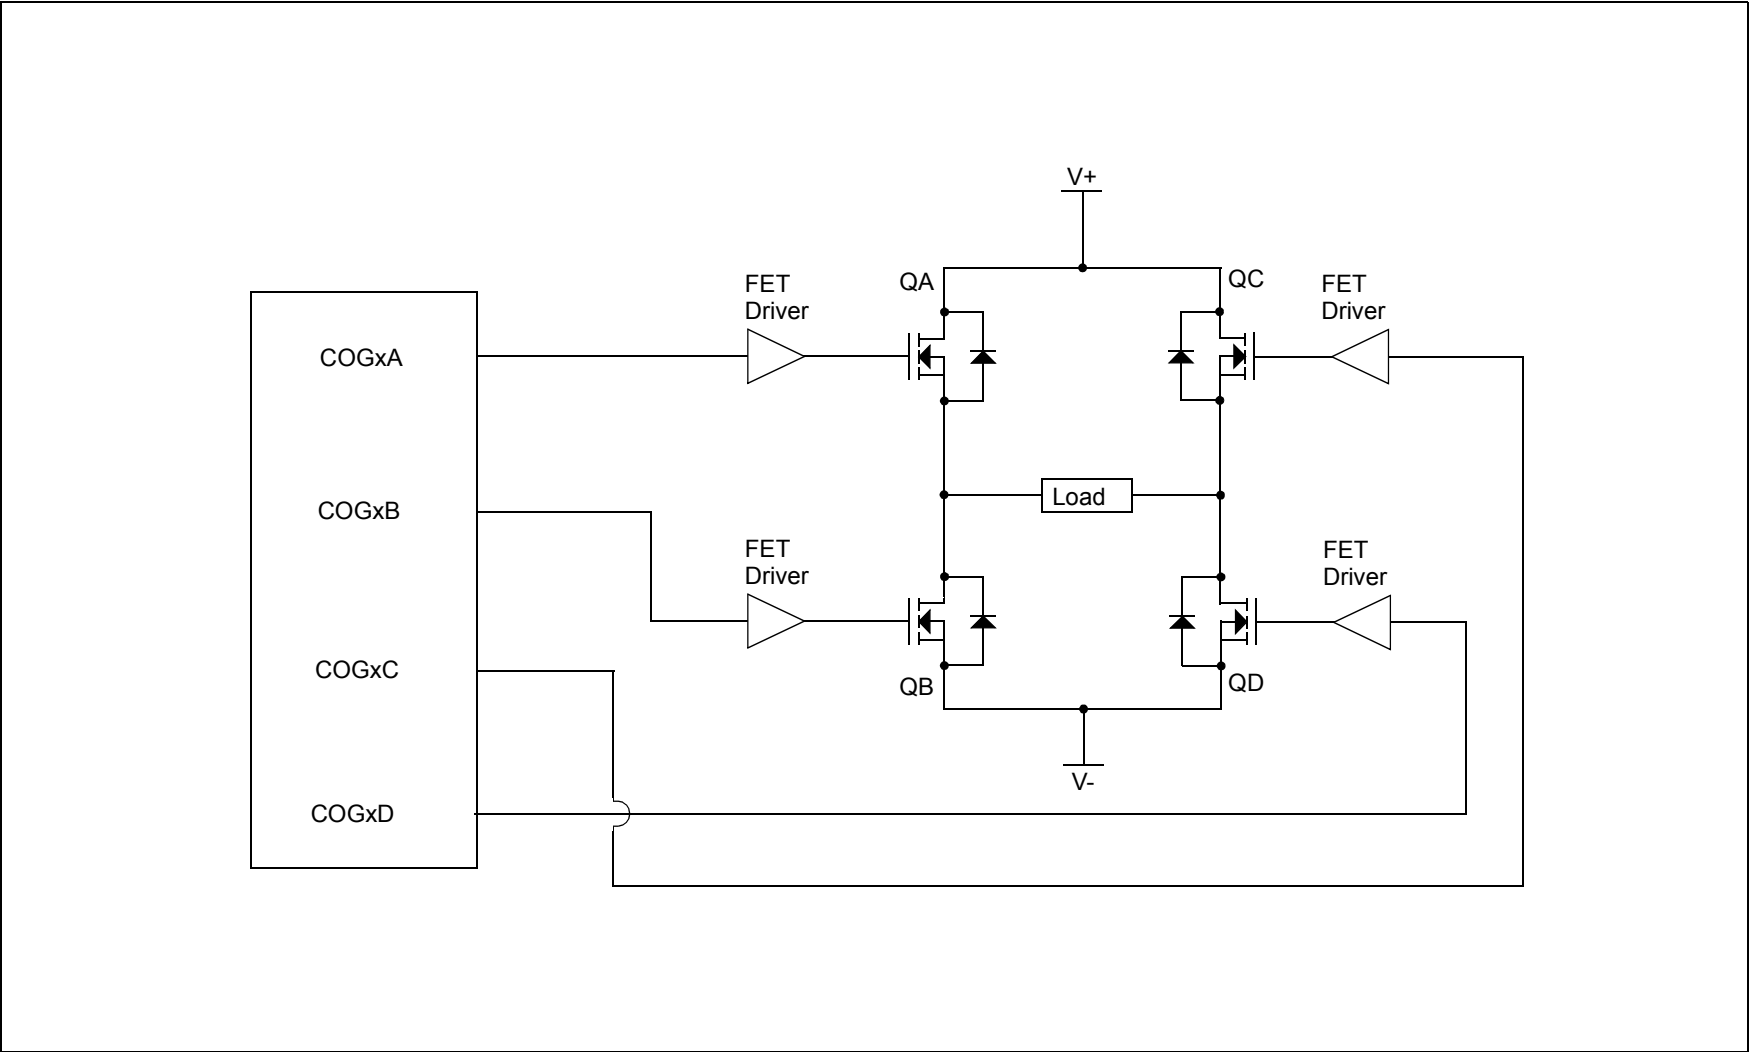 V+
QA
QC
FET
Driver
FET
Driver
COGxA
Load
COGxB
FET
Driver
FET
Driver
COGxC
QB
QD
V-
COGxD